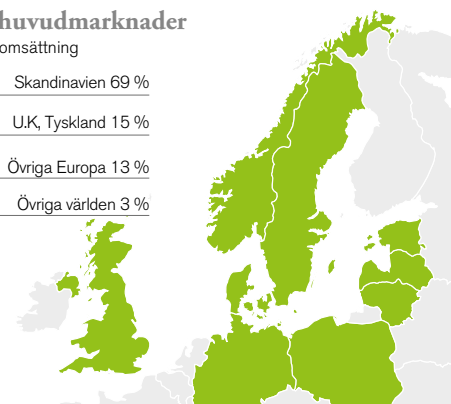 huvudmarknader
omsättning
Skandinavien 69 %
U.K, Tyskland 15 %
Övriga Europa 13 %
Övriga världen 3 %